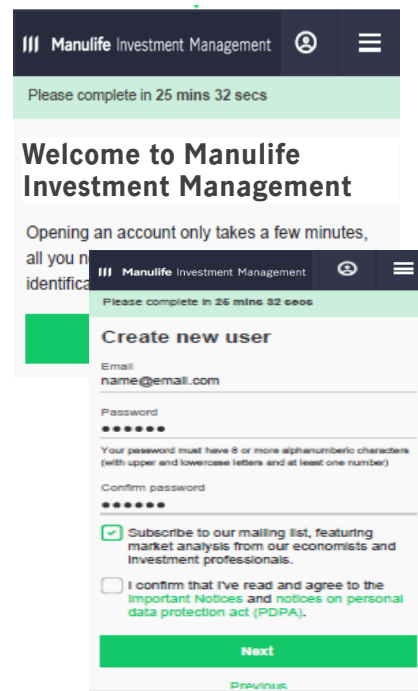 Manulife Investment Management
Please complete in 25 mins 32 secs
Welcome to Manulife
Investment Management
Opening an account only takes a few minutes,
all you
identifica
Manulife Investment Management
Please complete in 25 mins 32 secs
Create new user
Email
name@email.com
Password
Your password must have 8 or more alphanumberic characters
(with upper and lowercase letters and at least one number)
Confirm password
Subscribe to our mailing list, featuring
market analysis from our economists and
investment professionals.
I confirm that I've read and agree to the
Important Notices and notices on personal
data protection act (PDPA).
Next
Previous